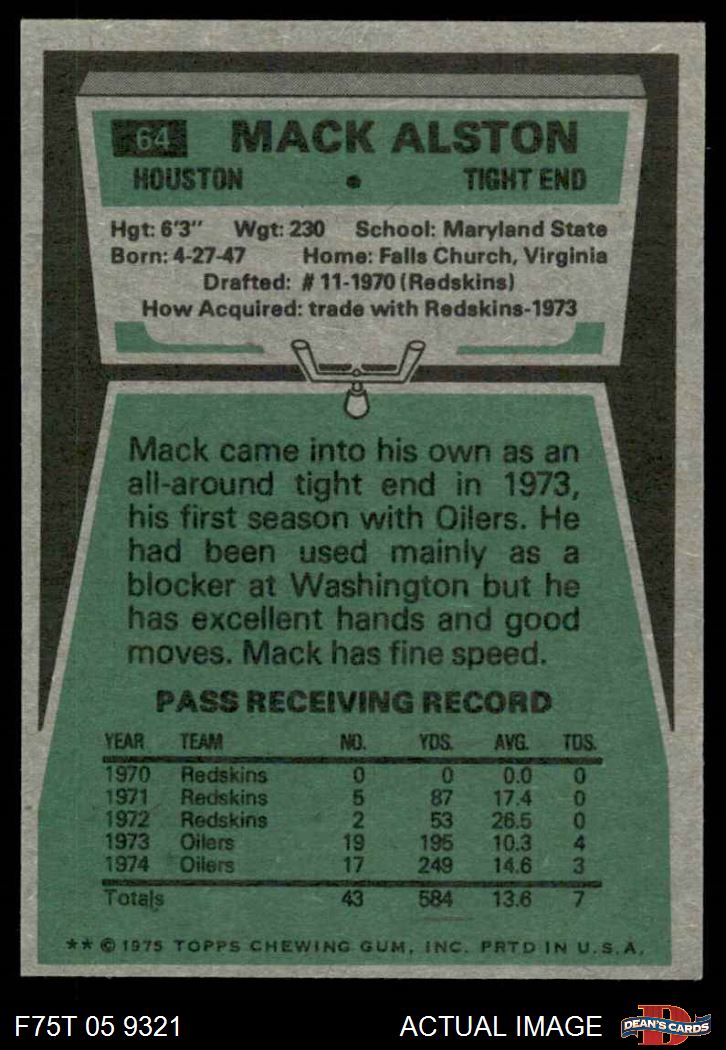 64 MACK ALSTON
HOUSTON • TIGHT END
Hgt: 6'3" Wgt: 230 School: Maryland State
Born: 4-27-47 Home: Falls Church, Virginia
Drafted: # 11-1970 (Redskins)
How Acquired: trade with Redskins-1973
Mack came into his own as an
all-around tight end in 1973,
his first season with Oilers. He
had been used mainly as a
blocker at Washington but he
has excellent hands and good
moves. Mack has fine speed.
PASS RECEIVING RECORD
YEAR TEAM NO. YDS. AVG. TDS.
1970 Redskins 0 0 0.0 0
1971 Redskins 5 87 17.4 0
1972 Redskins 2 53 26.5 0
1973 Oilers 19 195 10.3 4
1974 Oilers 17 249 14.6 3
Totals 43 584 13.6 7
** © 1975 TOPPS CHEWING GUM, INC. PRTD IN U.S.A.
F75T 05 9321 ACTUAL IMAGE DEAN'S CARDS